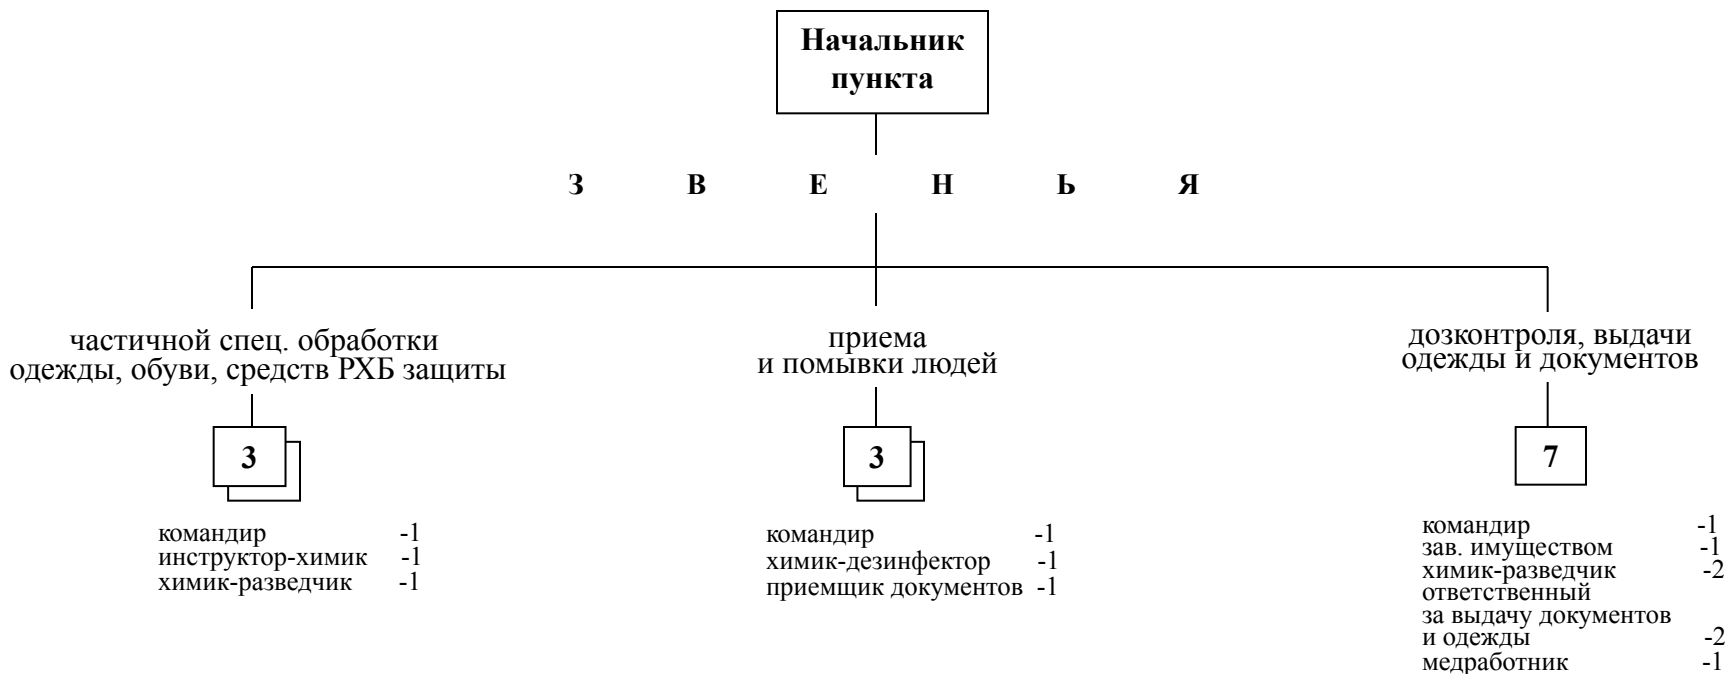 Начальник
пункта
З В Е Н Ь Я
частичной спец. обработки
одежды, обуви, средств РХБ защиты
3
командир -1
инструктор-химик -1
химик-разведчик -1
приема
и помывки людей
3
командир -1
химик-дезинфектор -1
приемщик документов -1
дозконтроля, выдачи
одежды и документов
7
командир -1
зав. имуществом -1
химик-разведчик -2
ответственный
за выдачу документов
и одежды -2
медработник -1